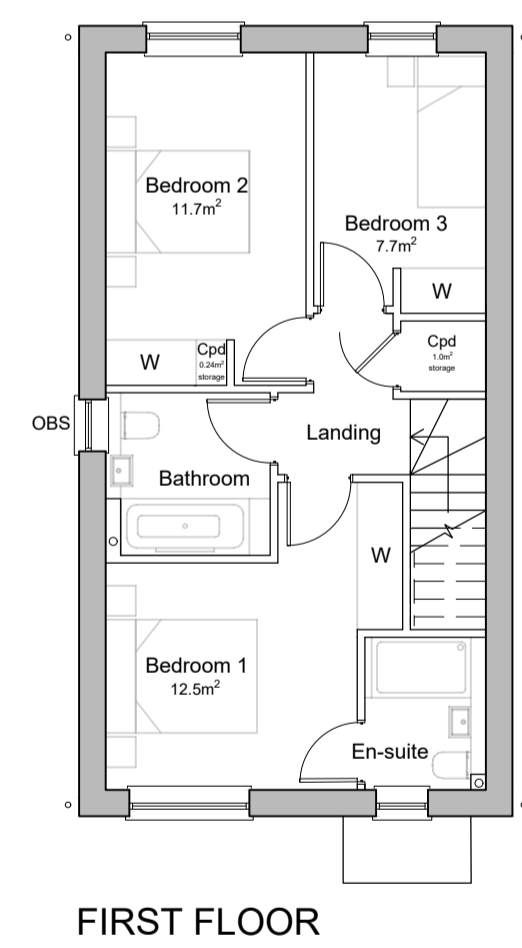 Bedroom 2
11.7m²
Bedroom 3
7.7m²
W
W
Cpd
0.24m²
storage
Cpd
1.0m²
storage
OBS
Landing
Bathroom
W
Bedroom 1
12.5m²
En-suite
FIRST FLOOR